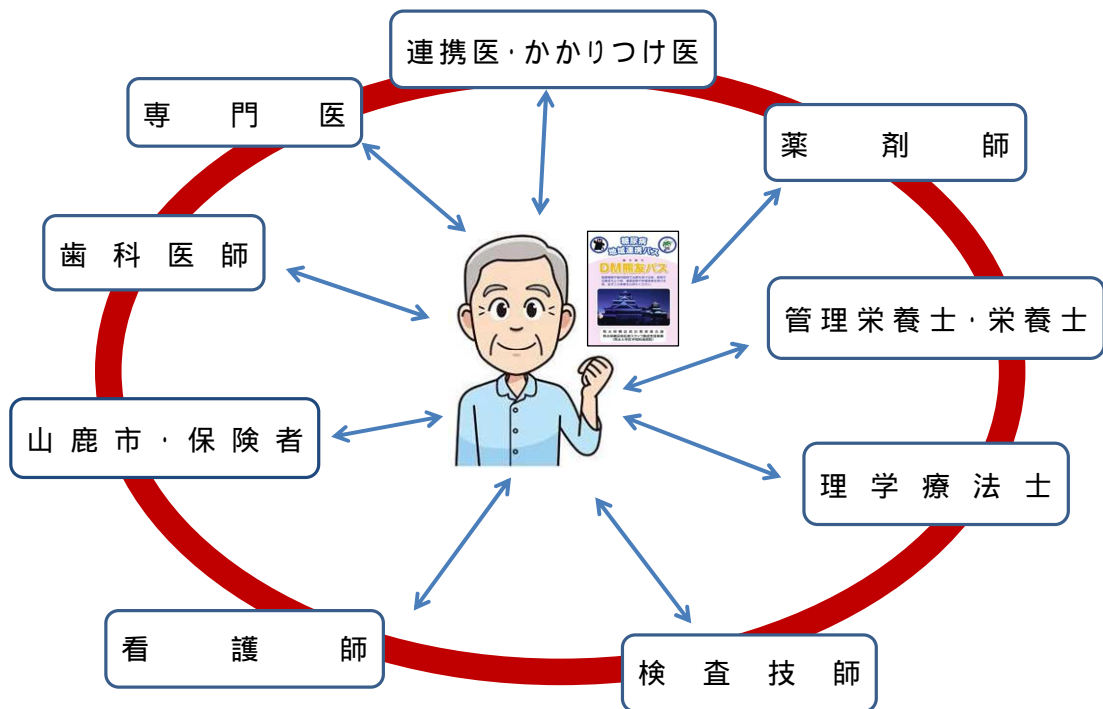 連携医・かかりつけ医
専門医
薬剤師
歯科医師
糖尿病
地域連携パス
DM熊友パス
管理栄養士・栄養士
山鹿市・保険者
理学療法士
看護師
検査技師